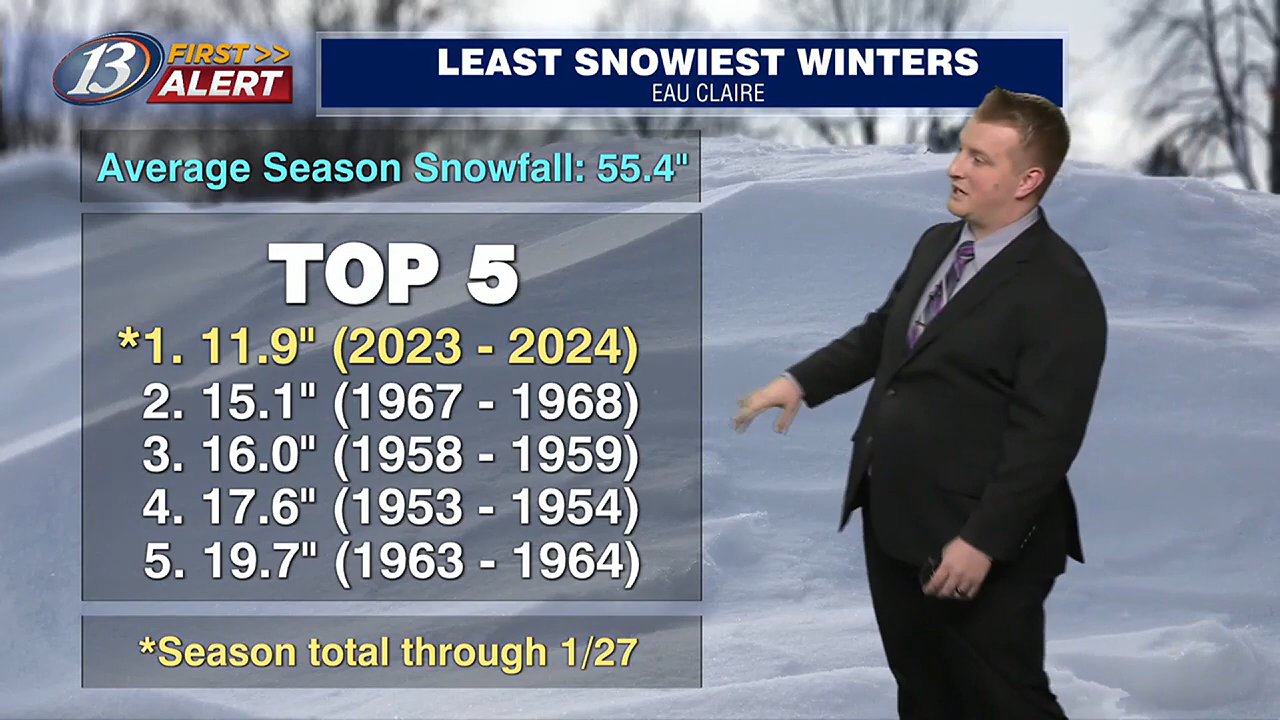 13 FIRST >>
ALERT
LEAST SNOWIEST WINTERS
EAU CLAIRE
Average Season Snowfall: 55.4"
TOP 5
*1. 11.9" (2023 - 2024)
2. 15.1" (1967 - 1968)
3. 16.0" (1958 - 1959)
4. 17.6" (1953 - 1954)
5. 19.7" (1963 - 1964)
*Season total through 1/27